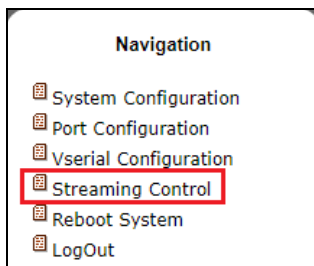 Navigation
System Configuration
Port Configuration
Vserial Configuration
Streaming Control
Reboot System
LogOut